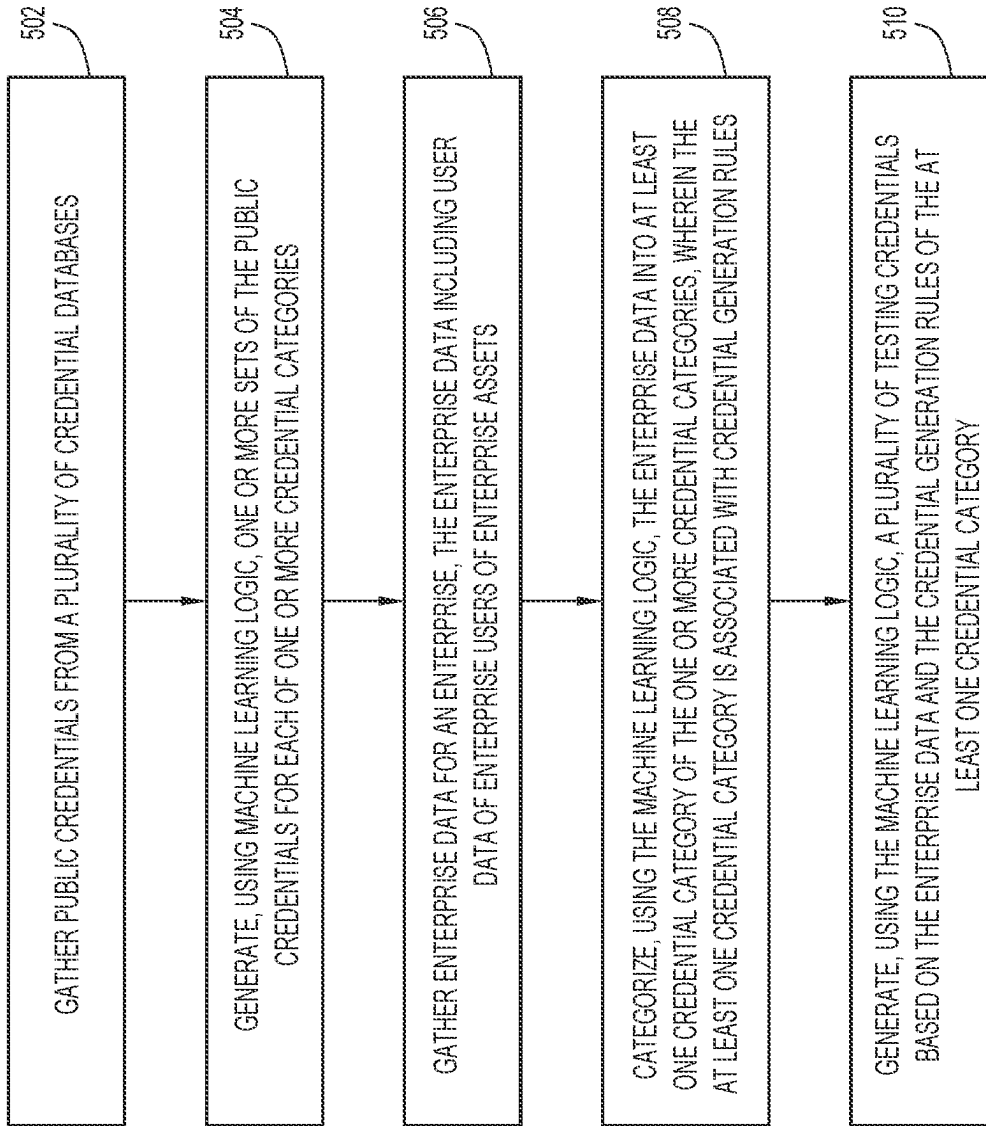 502
GATHER PUBLIC CREDENTIALS FROM A PLURALITY OF CREDENTIAL DATABASES
504
GENERATE, USING MACHINE LEARNING LOGIC, ONE OR MORE SETS OF THE PUBLIC
CREDENTIALS FOR EACH OF ONE OR MORE CREDENTIAL CATEGORIES
506
GATHER ENTERPRISE DATA FOR AN ENTERPRISE, THE ENTERPRISE DATA INCLUDING USER
DATA OF ENTERPRISE USERS OF ENTERPRISE ASSETS
508
CATEGORIZE, USING THE MACHINE LEARNING LOGIC, THE ENTERPRISE DATA INTO AT LEAST
ONE CREDENTIAL CATEGORY OF THE ONE OR MORE CREDENTIAL CATEGORIES, WHEREIN THE
AT LEAST ONE CREDENTIAL CATEGORY IS ASSOCIATED WITH CREDENTIAL GENERATION RULES
510
GENERATE, USING THE MACHINE LEARNING LOGIC, A PLURALITY OF TESTING CREDENTIALS
BASED ON THE ENTERPRISE DATA AND THE CREDENTIAL GENERATION RULES OF THE AT
LEAST ONE CREDENTIAL CATEGORY